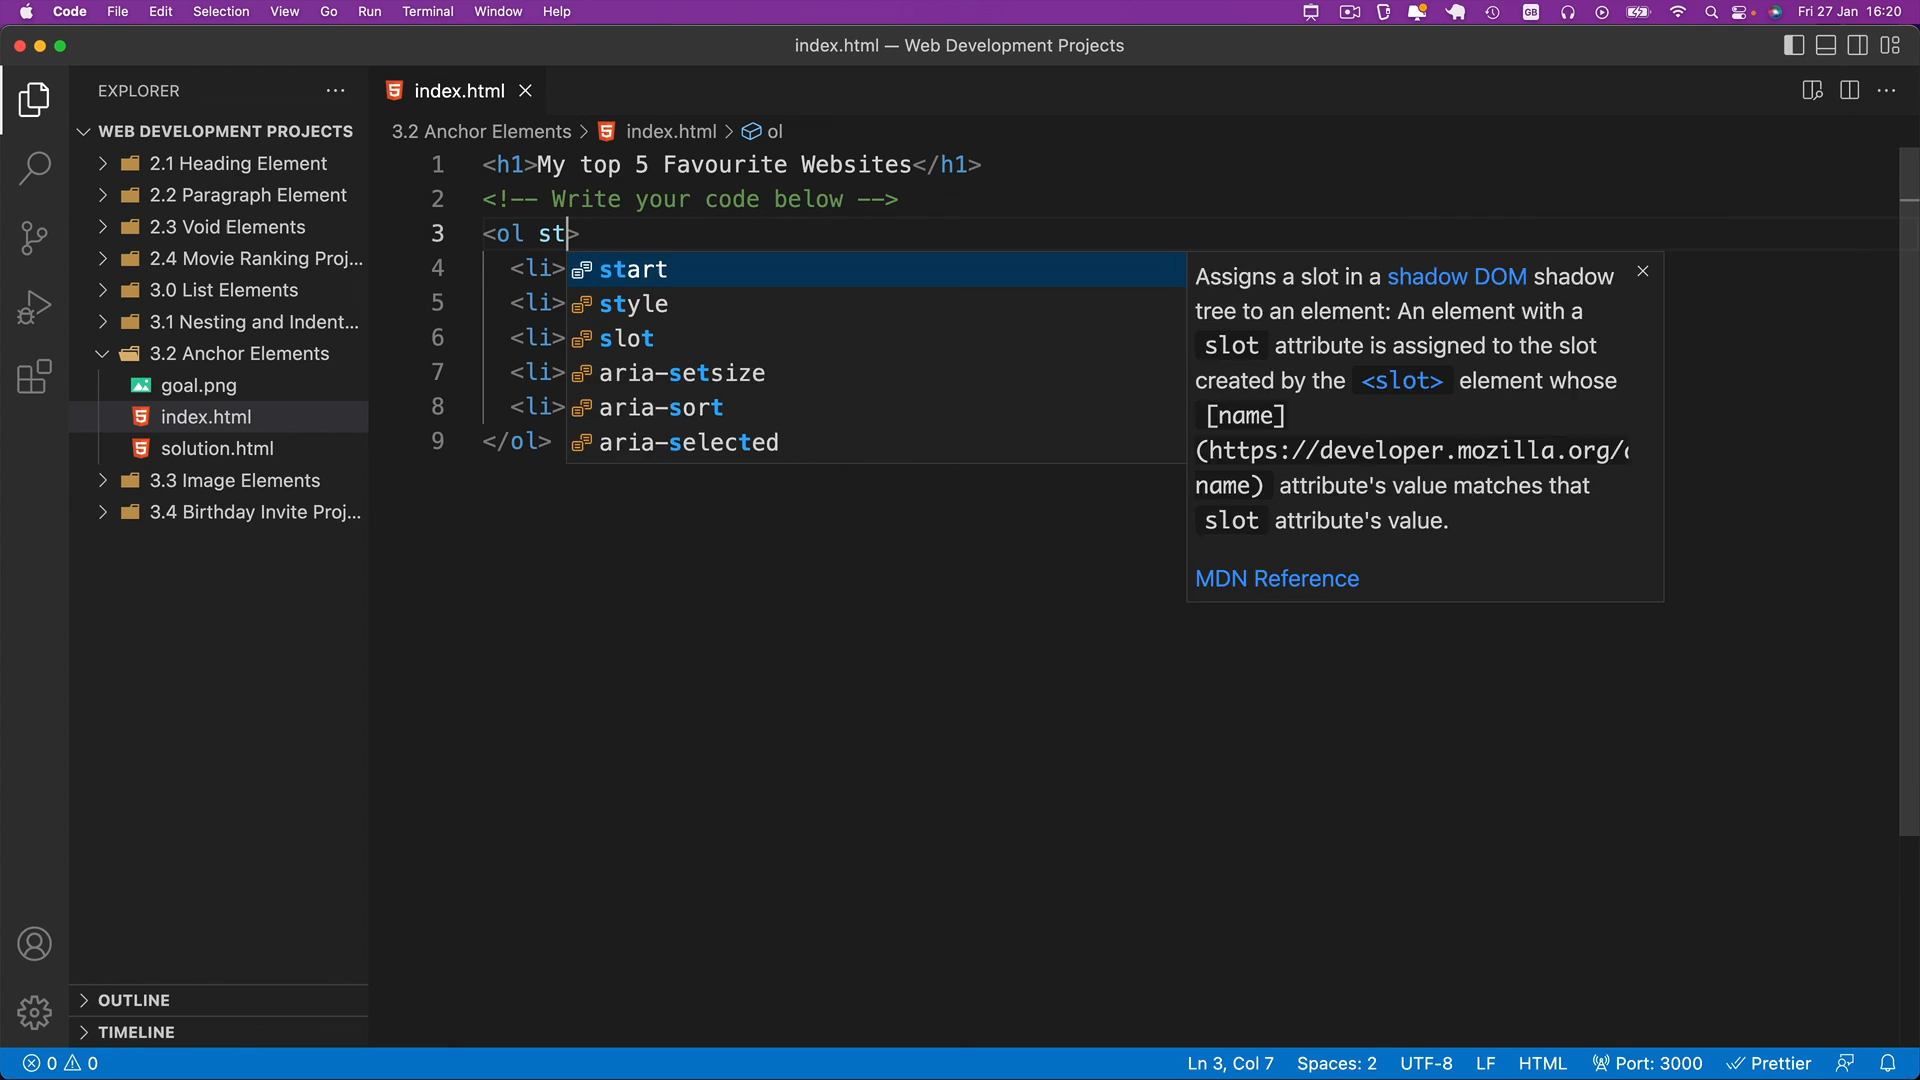 Code File Edit Selection View Go Run Terminal Window Help
GB
Fri 27 Jan 16:20
index.html — Web Development Projects
EXPLORER
WEB DEVELOPMENT PROJECTS
2.1 Heading Element
2.2 Paragraph Element
2.3 Void Elements
2.4 Movie Ranking Proj...
3.0 List Elements
3.1 Nesting and Indent...
3.2 Anchor Elements
goal.png
index.html
solution.html
3.3 Image Elements
3.4 Birthday Invite Proj...
OUTLINE
TIMELINE
index.html
3.2 Anchor Elements > index.html > ol
1 <h1>My top 5 Favourite Websites</h1>
2 <!-- Write your code below -->
3 <ol st>
4 <li>
5 <li>
6 <li>
7 <li>
8 <li>
9 </ol>
start
style
slot
aria-setsize
aria-sort
aria-selected
Assigns a slot in a shadow DOM shadow
tree to an element: An element with a
slot attribute is assigned to the slot
created by the <slot> element whose
[name]
(https://developer.mozilla.org/
name) attribute's value matches that
slot attribute's value.
MDN Reference
0 0
Ln 3, Col 7 Spaces: 2 UTF-8 LF HTML Port: 3000 Prettier